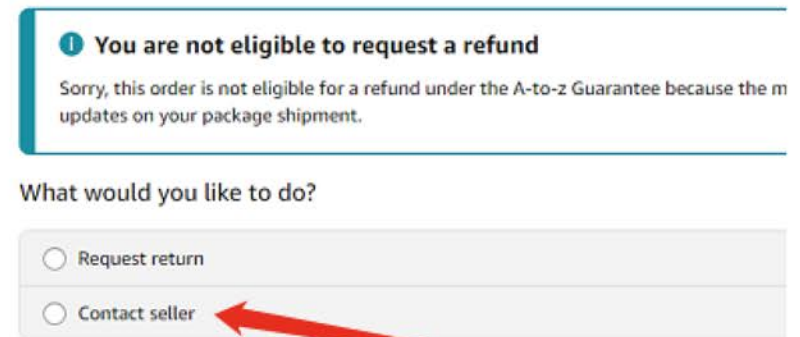 You are not eligible to request a refund
Sorry, this order is not eligible for a refund under the A-to-z Guarantee because the
updates on your package shipment.
What would you like to do?
Request return
Contact seller